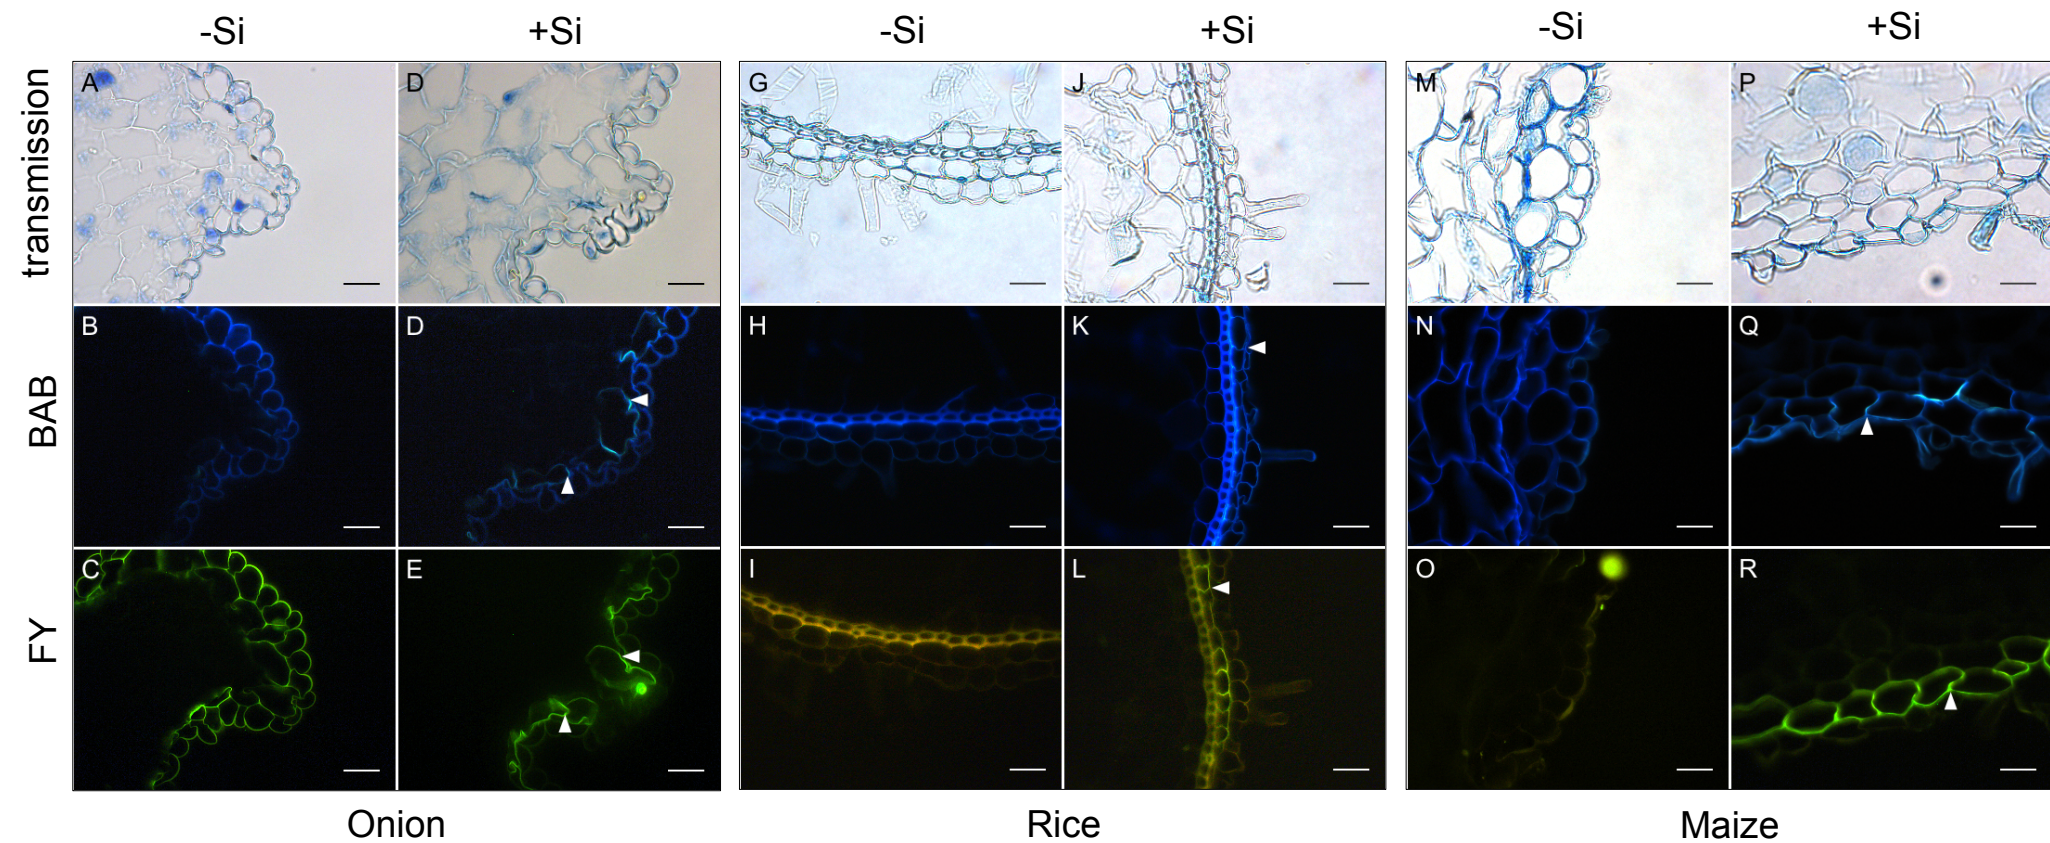 -Si +Si -Si +Si -Si +Si
transmission
A D G J M P
BAB
B D H K N Q
FY
C E I L O R
Onion Rice Maize